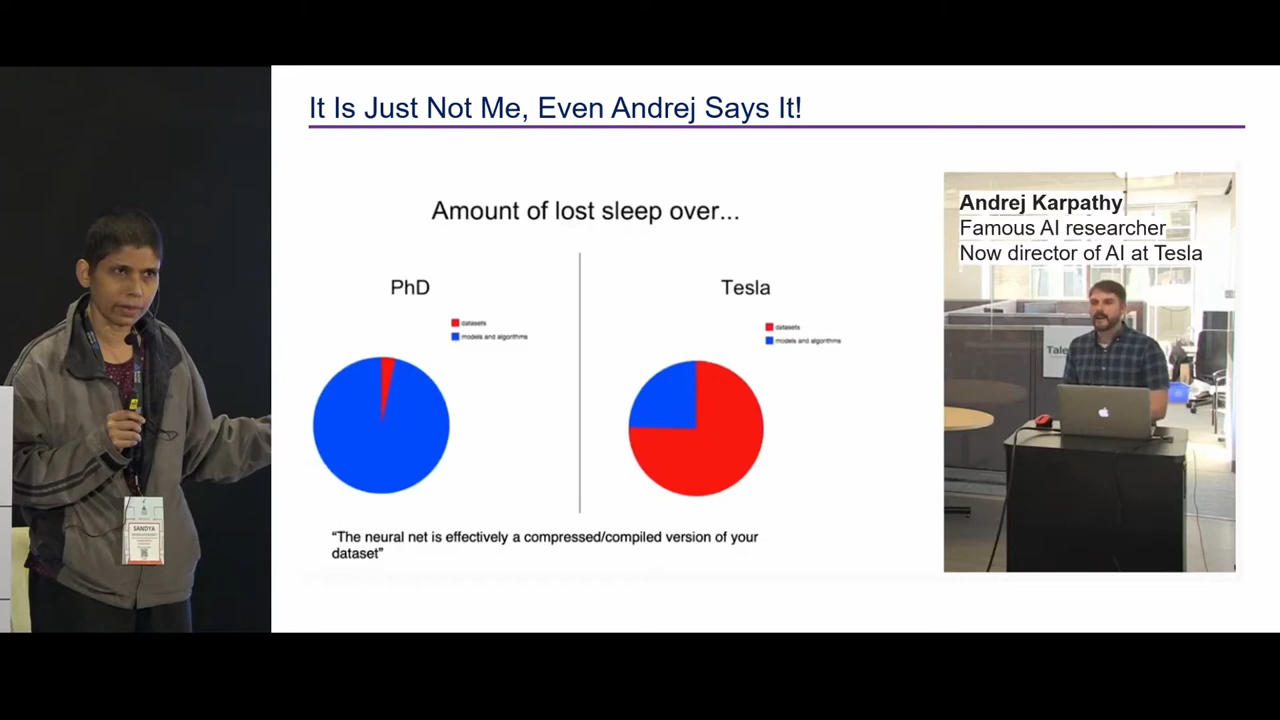 It Is Just Not Me, Even Andrej Says It!
Amount of lost sleep over...
PhD
datasets
models and algorithms
Tesla
datasets
models and algorithms
“The neural net is effectively a compressed/compiled version of your
dataset”
Andrej Karpathy
Famous AI researcher
Now director of AI at Tesla
Tale
SANDYA